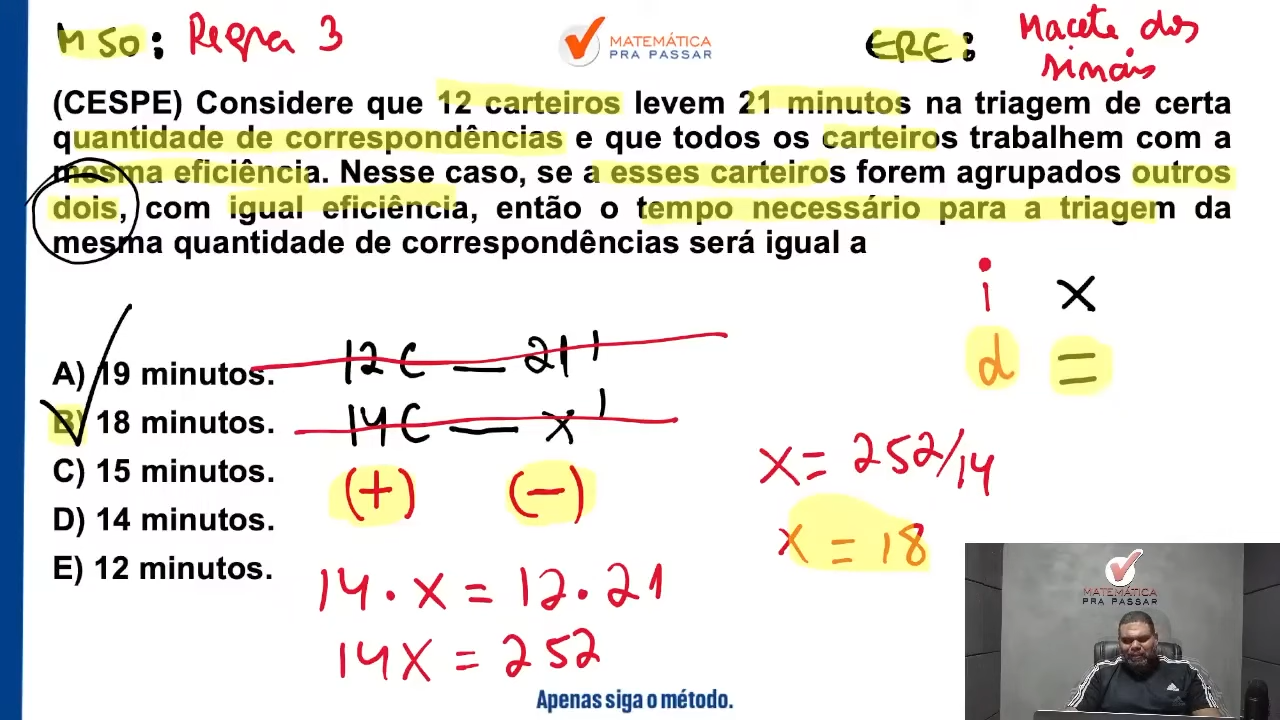 MSO: Regra 3
MATEMÁTICA
PRA PASSAR
ERE: Macete dos
sinais
(CESPE) Considere que 12 carteiros levem 21 minutos na triagem de certa
quantidade de correspondências e que todos os carteiros trabalhem com a
mesma eficiência. Nesse caso, se a esses carteiros forem agrupados outros
dois, com igual eficiência, então o tempo necessário para a triagem da
mesma quantidade de correspondências será igual a
i x
d =
A) 19 minutos.
B) 18 minutos.
C) 15 minutos.
D) 14 minutos.
E) 12 minutos.
12C — 21'
14C — x'
(+) (−)
14 . x = 12 . 21
14x = 252
x = 252/14
x = 18
MATEMÁTICA
PRA PASSAR
Apenas siga o método.